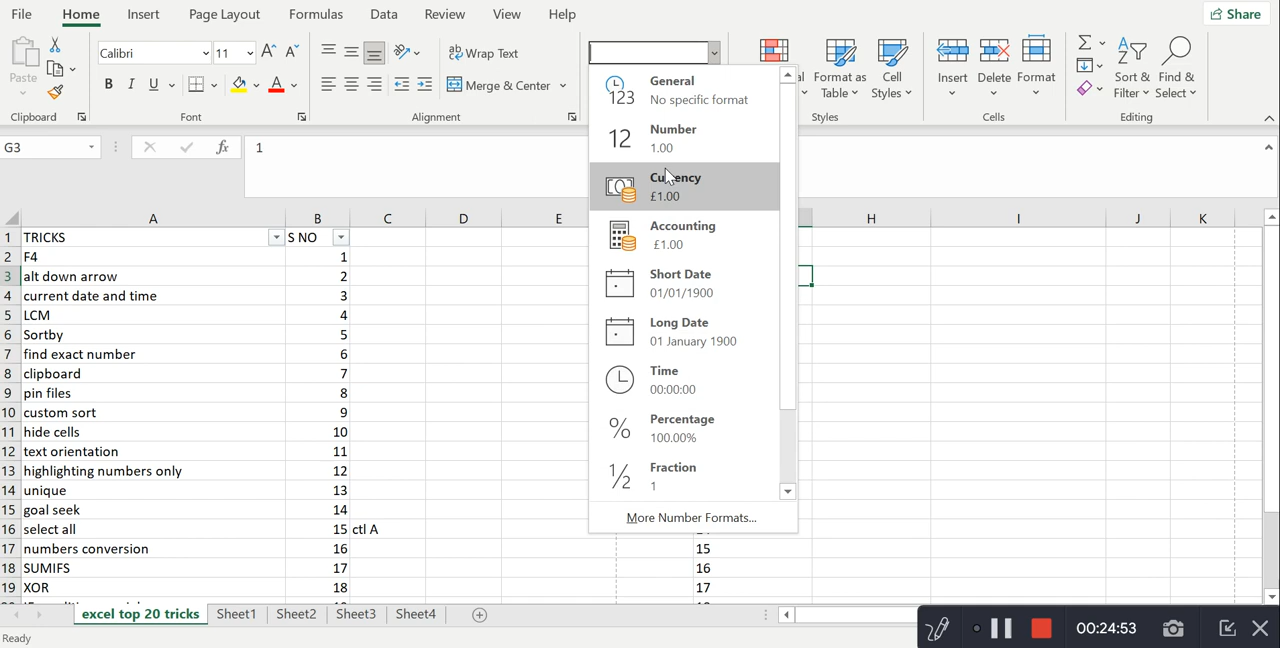 File Home Insert Page Layout Formulas Data Review View Help Share
Calibri 11 A^ A˅ ab Wrap Text
Paste B I U A Merge & Center Format as Table Cell Styles Insert Delete Format Sort & Filter Find & Select
Clipboard Font Alignment Styles Cells Editing
General
123 No specific format
12 Number
1.00
Currency
£1.00
Accounting
£1.00
Short Date
01/01/1900
Long Date
01 January 1900
Time
00:00:00
% Percentage
100.00%
½ Fraction
1
More Number Formats...
G3 fx 1
A B C D E H I J K
1 TRICKS S NO
2 F4 1
3 alt down arrow 2
4 current date and time 3
5 LCM 4
6 Sortby 5
7 find exact number 6
8 clipboard 7
9 pin files 8
10 custom sort 9
11 hide cells 10
12 text orientation 11
13 highlighting numbers only 12
14 unique 13
15 goal seek 14
16 select all 15 ctl A
17 numbers conversion 16 15
18 SUMIFS 17 16
19 XOR 18 17
excel top 20 tricks Sheet1 Sheet2 Sheet3 Sheet4
00:24:53
Ready